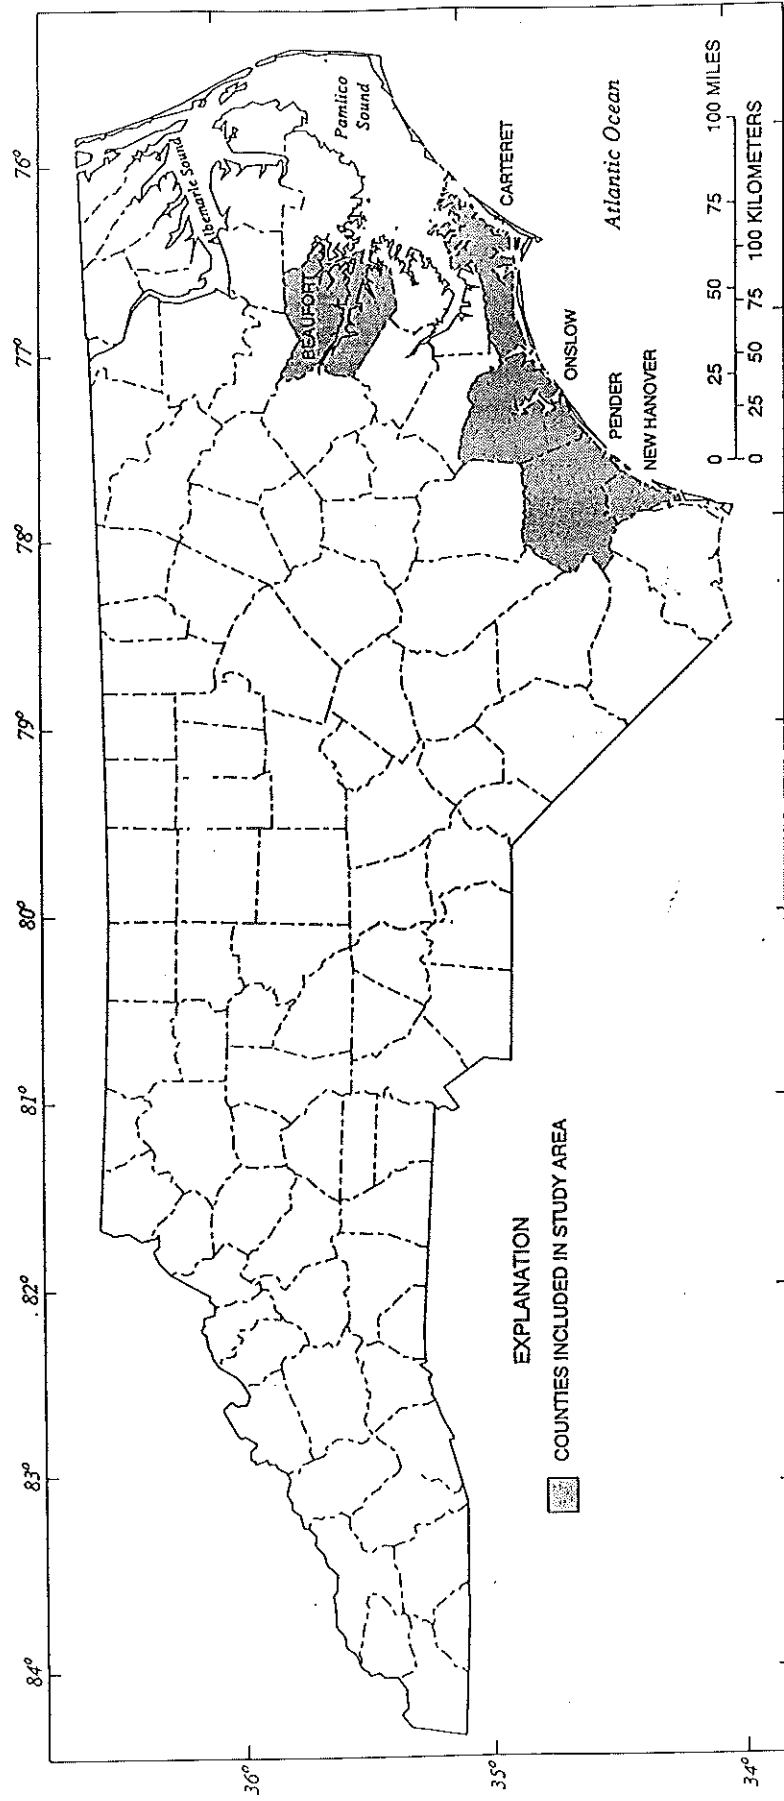 84°
83°
82°
81°
80°
79°
78°
77°
76°
36°
35°
34°
Albemarle Sound
Pamlico
Sound
BEAUFORT
CARTERET
ONSLOW
PENDER
NEW HANOVER
Atlantic Ocean
EXPLANATION
COUNTIES INCLUDED IN STUDY AREA
0 25 50 75 100 MILES
0 25 50 75 100 KILOMETERS